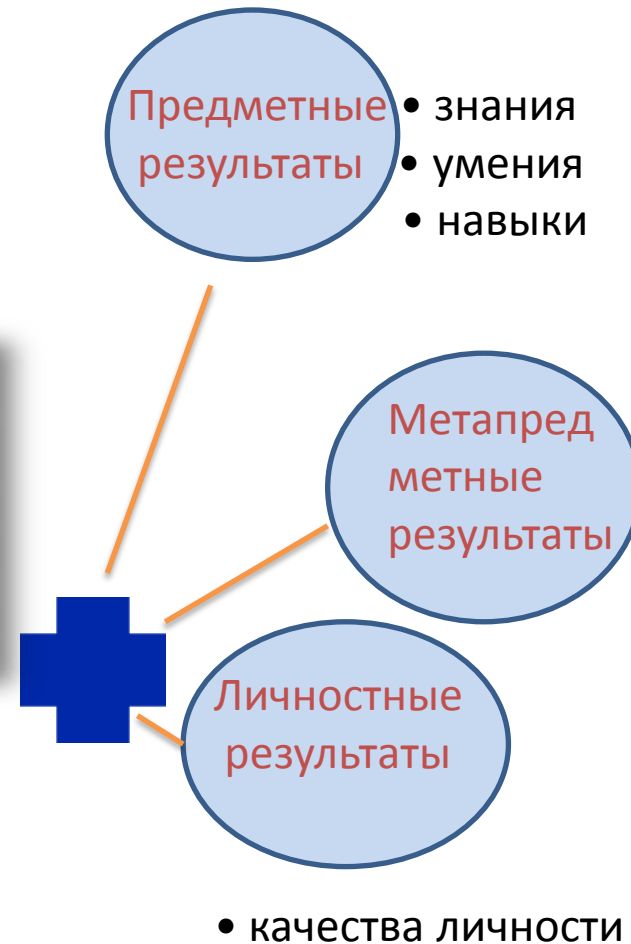 Предметные
результаты
• знания
• умения
• навыки
Метапред
метные
результаты
Личностные
результаты
• качества личности